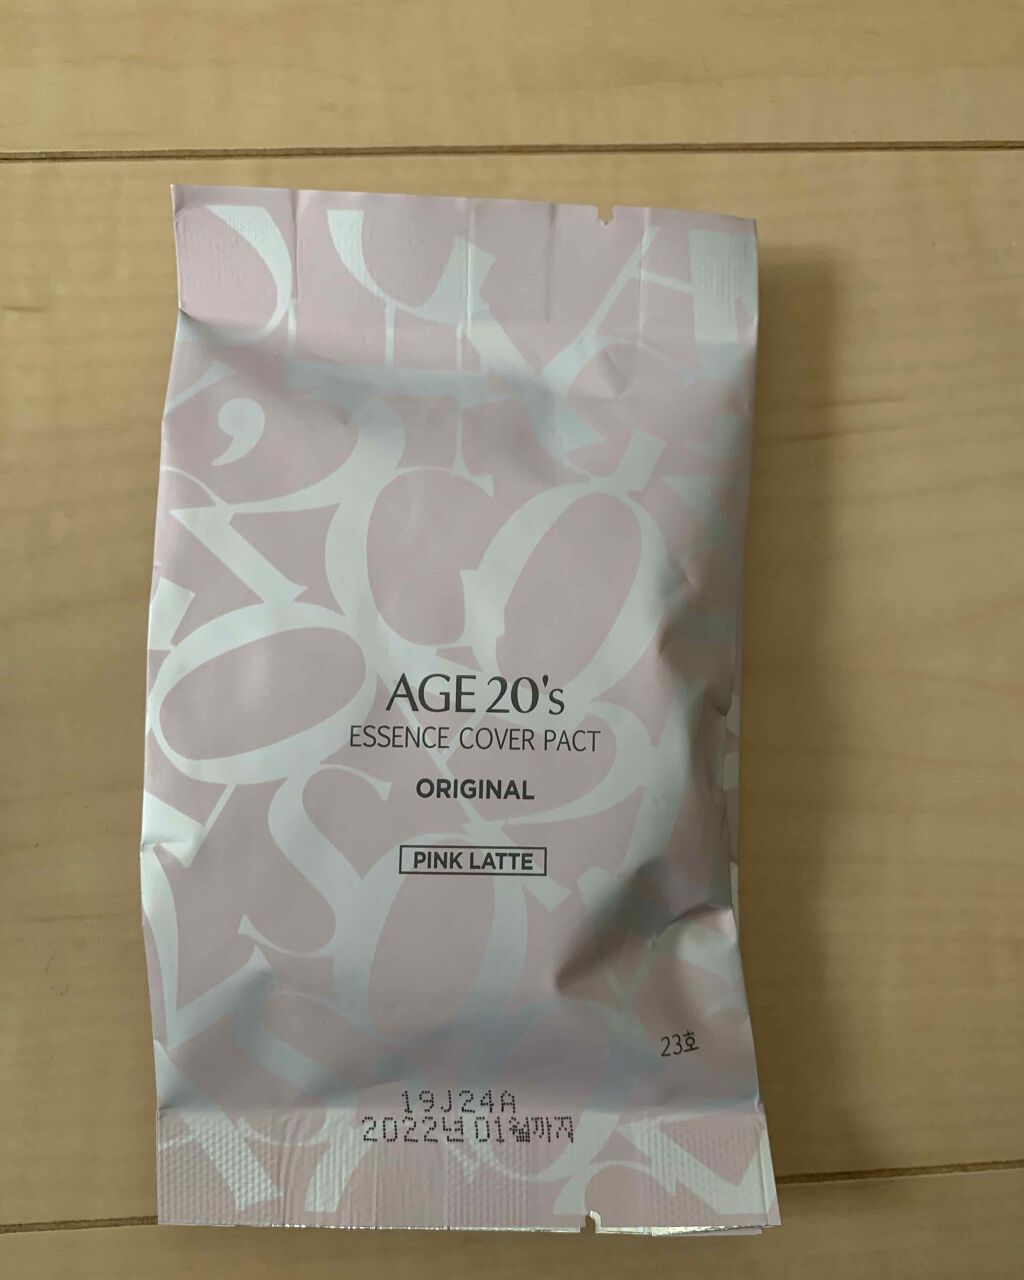 AGE 20's
ESSENCE COVER PACT
ORIGINAL
PINK LATTE
23호
19J24A
2022년 01월까지